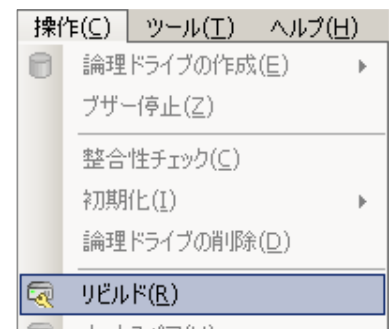 操作(C) ツール(T) ヘルプ(H)
論理ドライブの作成(E)
ブザー停止(Z)
整合性チェック(C)
初期化(I)
論理ドライブの削除(D)
リビルド(R)